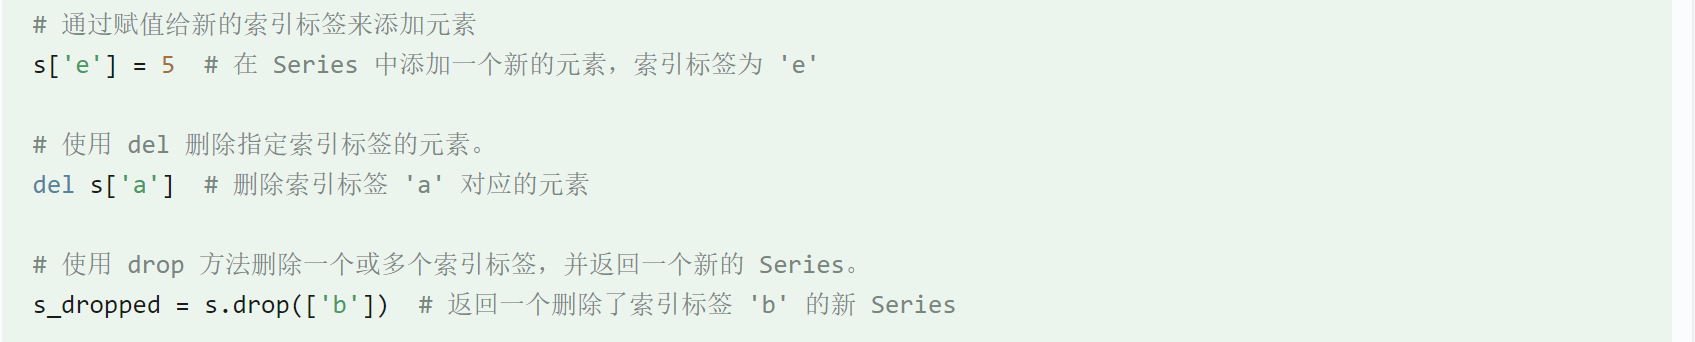 # 通过赋值给新的索引标签来添加元素
s['e'] = 5  # 在 Series 中添加一个新的元素，索引标签为 'e'
# 使用 del 删除指定索引标签的元素。
del s['a']  # 删除索引标签 'a' 对应的元素
# 使用 drop 方法删除一个或多个索引标签，并返回一个新的 Series。
s_dropped = s.drop(['b'])  # 返回一个删除了索引标签 'b' 的新 Series